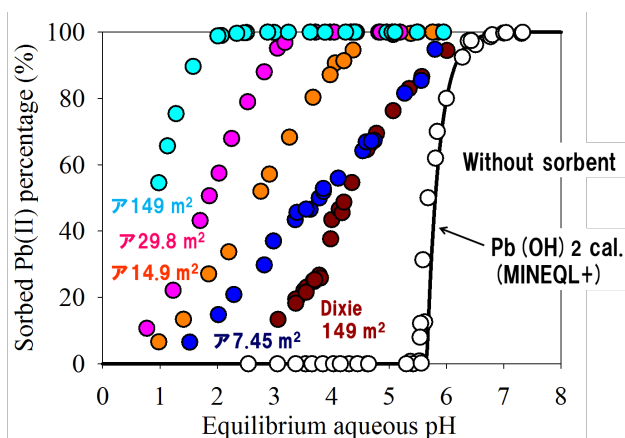 Sorbed Pb(II) percentage (%)
100
80
60
40
20
0
0 1 2 3 4 5 6 7 8
Equilibrium aqueous pH
ア149 m²
ア29.8 m²
ア14.9 m²
ア7.45 m²
Dixie
149 m²
Without sorbent
Pb (OH) 2 cal.
(MINEQL+)